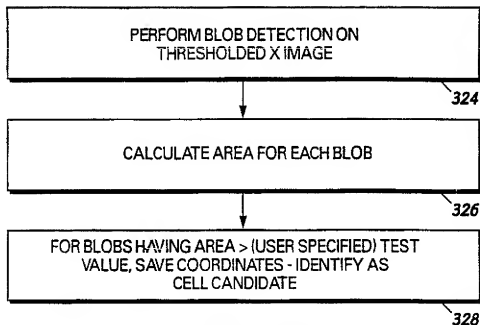 PERFORM BLOB DETECTION ON
THRESHOLDED X IMAGE
324
CALCULATE AREA FOR EACH BLOB
326
FOR BLOBS HAVING AREA > (USER SPECIFIED) TEST
VALUE, SAVE COORDINATES - IDENTIFY AS
CELL CANDIDATE
328